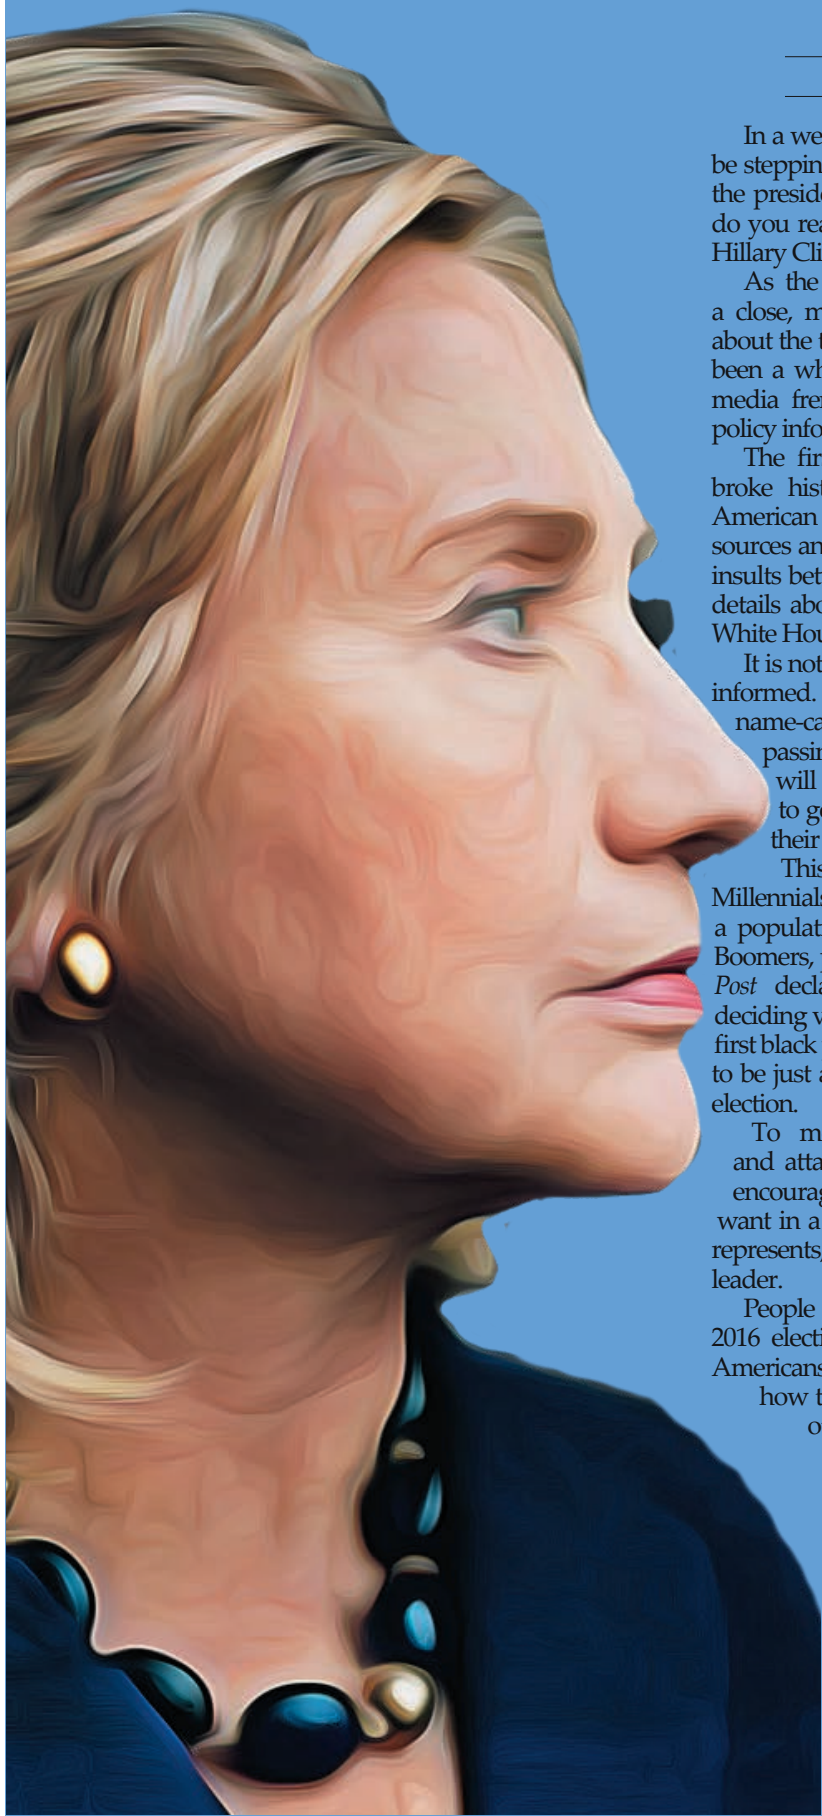 In a we
be steppin
the preside
do you rea
Hillary Cli
As the
a close, m
about the t
been a wh
media fren
policy info
The fir
broke hist
American
sources an
insults bet
details abo
White Hou
It is not
informed.
name-ca
passin
will
to ge
their
This
Millennials
a populat
Boomers,
Post decla
deciding v
first black
to be just a
election.
To m
and atta
encourag
want in a
represents,
leader.
People
2016 electi
Americans
how t
o